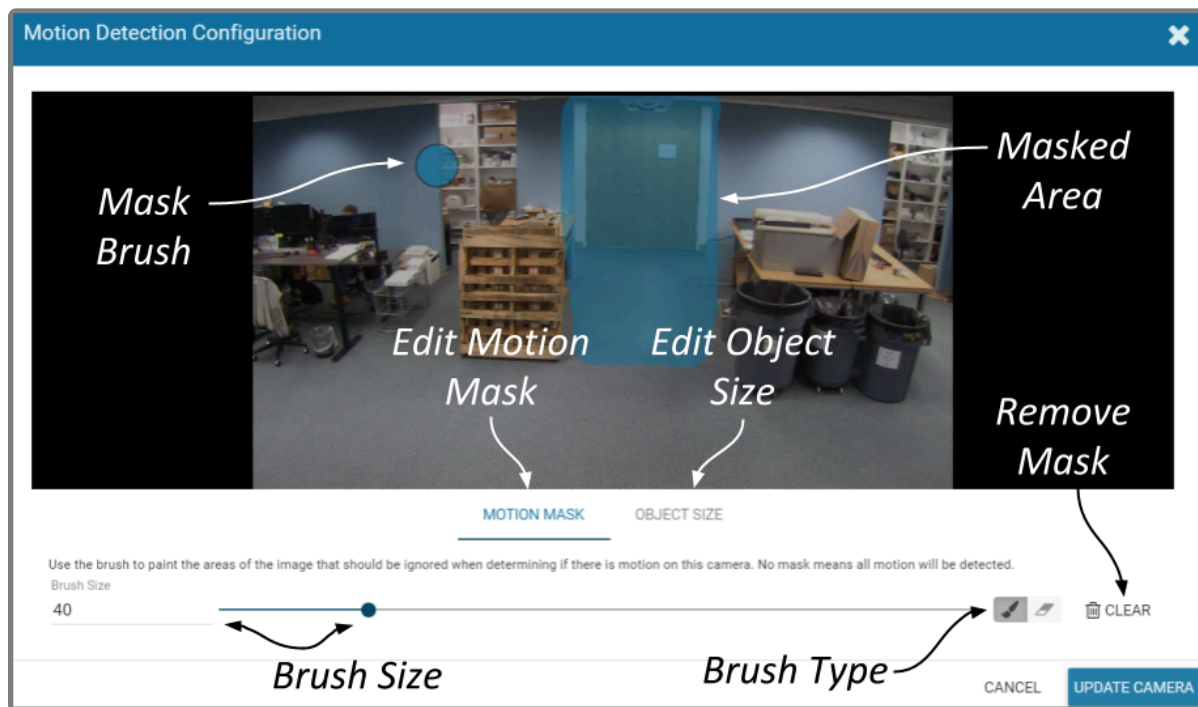 Motion Detection Configuration
Masked
Area
Mask
Brush
Edit Motion
Mask
Edit Object
Size
Remove
Mask
MOTION MASK
OBJECT SIZE
Use the brush to paint the areas of the image that should be ignored when determining if there is motion on this camera. No mask means all motion will be detected.
Brush Size
40
CLEAR
Brush Size
Brush Type
CANCEL
UPDATE CAMERA